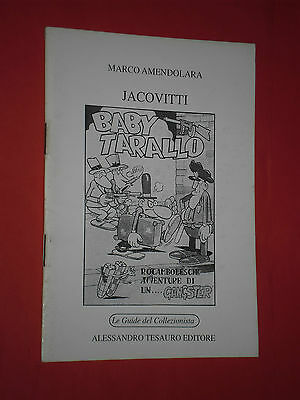 MARCO AMENDOLARA
JACOVITTI
BABY
TARALLO
ROCAMBOLESCHE
AVVENTURE DI
UN....GANGSTER
Le Guide del Collezionista
ALESSANDRO TESAURO EDITORE